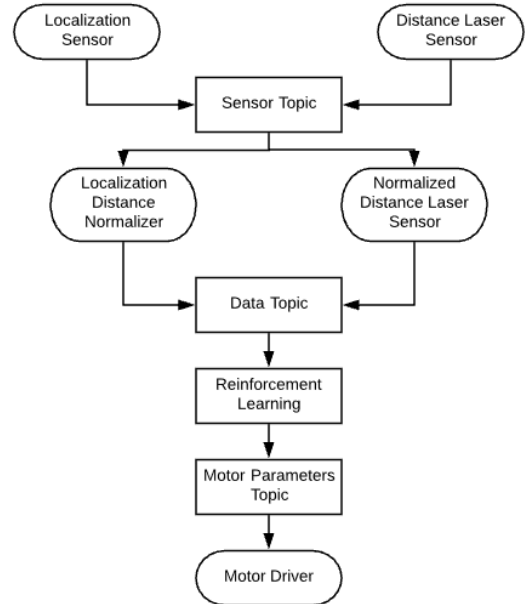 Localization
Sensor
Distance Laser
Sensor
Sensor Topic
Localization
Distance
Normalizer
Normalized
Distance Laser
Sensor
Data Topic
Reinforcement
Learning
Motor Parameters
Topic
Motor Driver